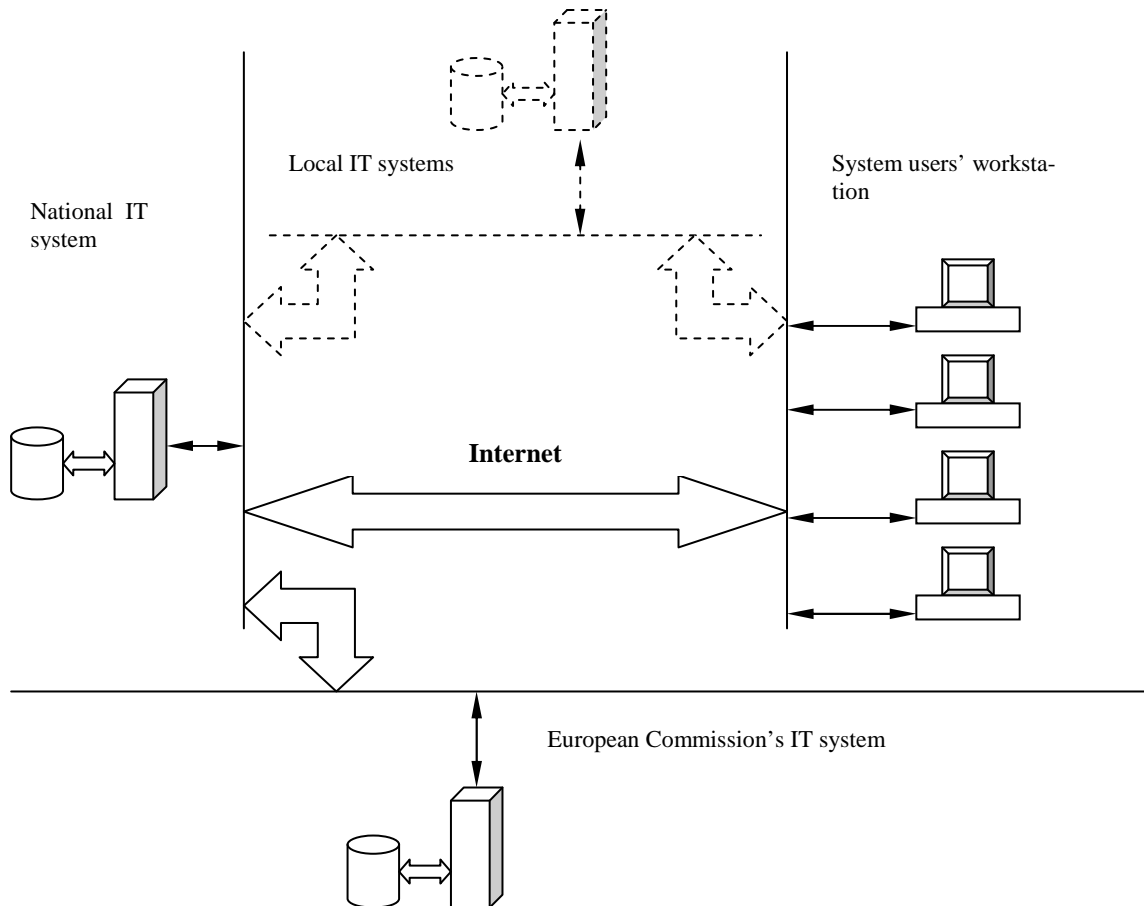 Local IT systems
System users’ worksta-
tion
National IT
system
Internet
European Commission’s IT system